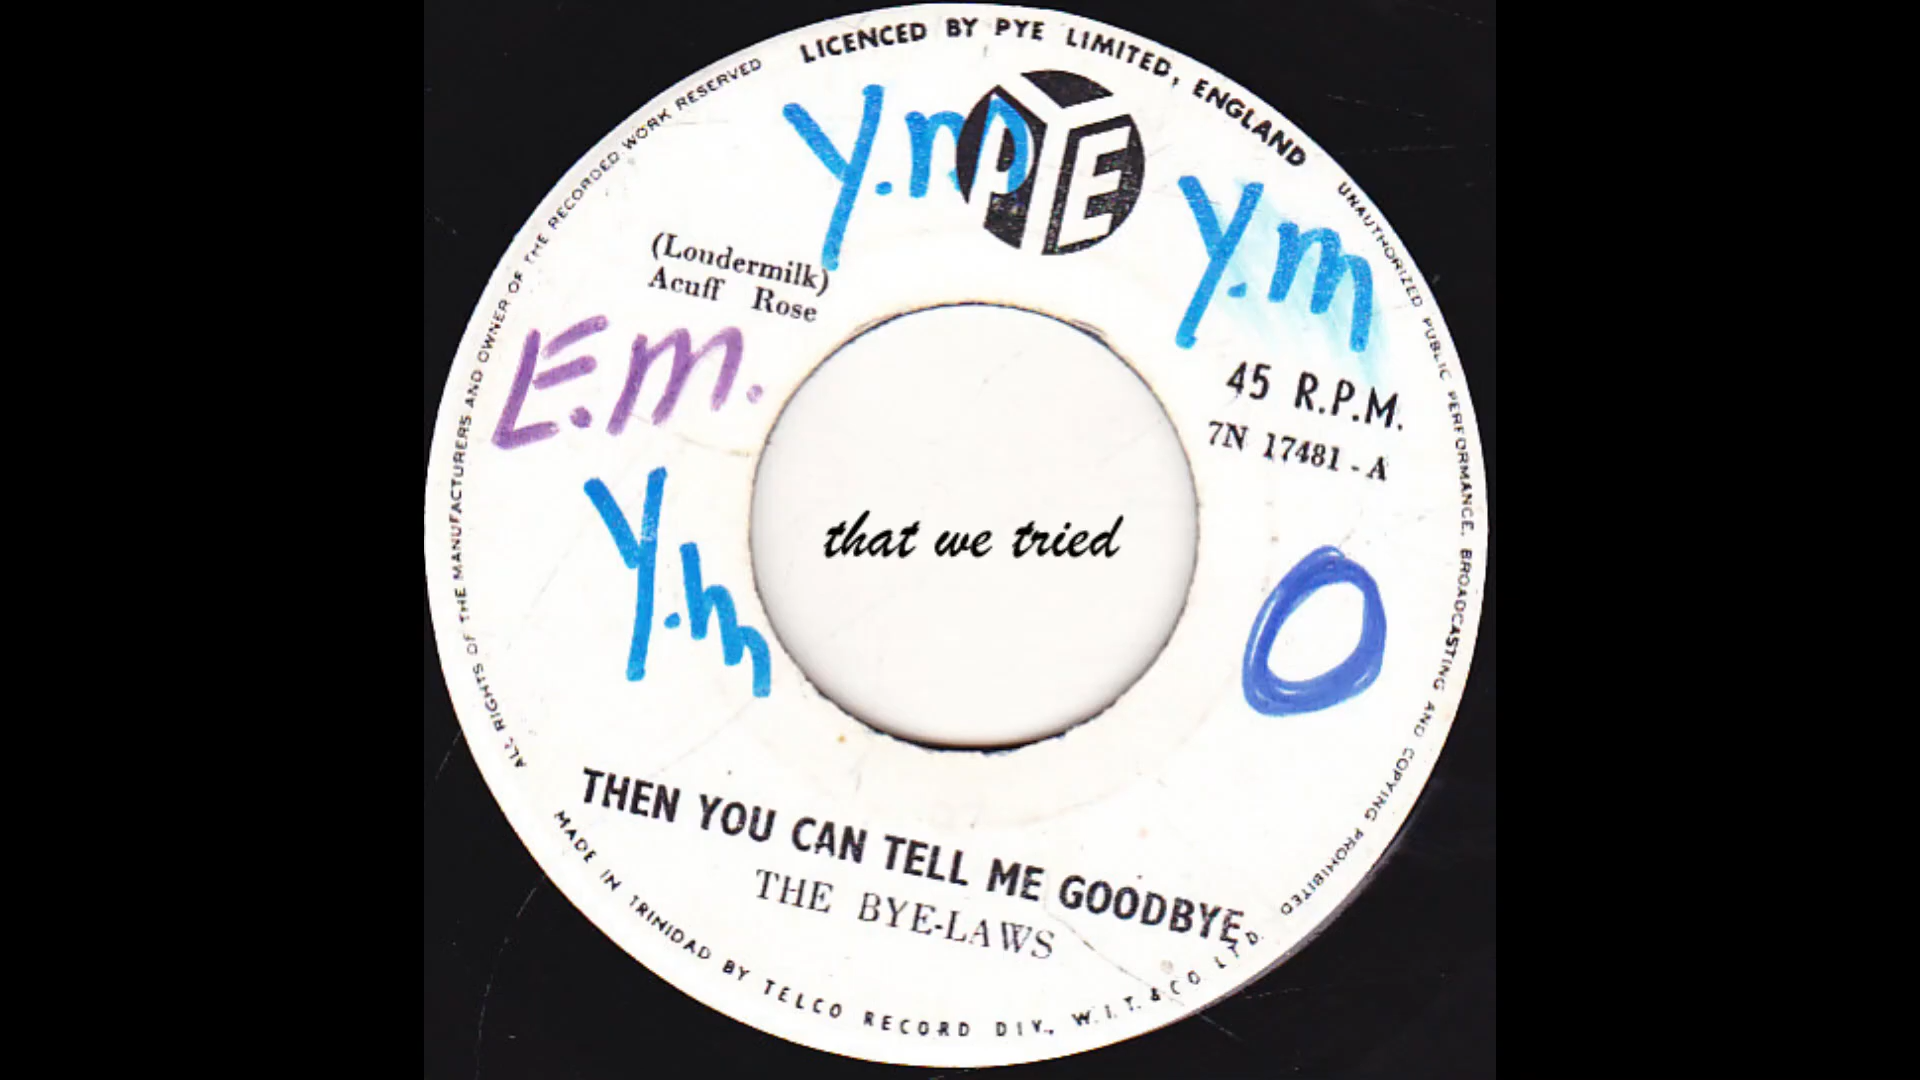 LICENCED BY PYE LIMITED, ENGLAND
UNAUTHORIZED PUBLIC PERFORMANCE, BROADCASTING AND COPYING PROHIBITED
ALL RIGHTS OF THE MANUFACTURERS AND OWNER OF THE RECORDED WORK RESERVED
PYE
Y.m
Y.m
(Loudermilk)
Acuff Rose
E.m.
45 R.P.M.
7N 17481 - A
Y.m
that we tried
O
THEN YOU CAN TELL ME GOODBYE.
THE BYE-LAWS
MADE IN TRINIDAD BY TELCO RECORD DIV., W.I.T. & CO. LTD.